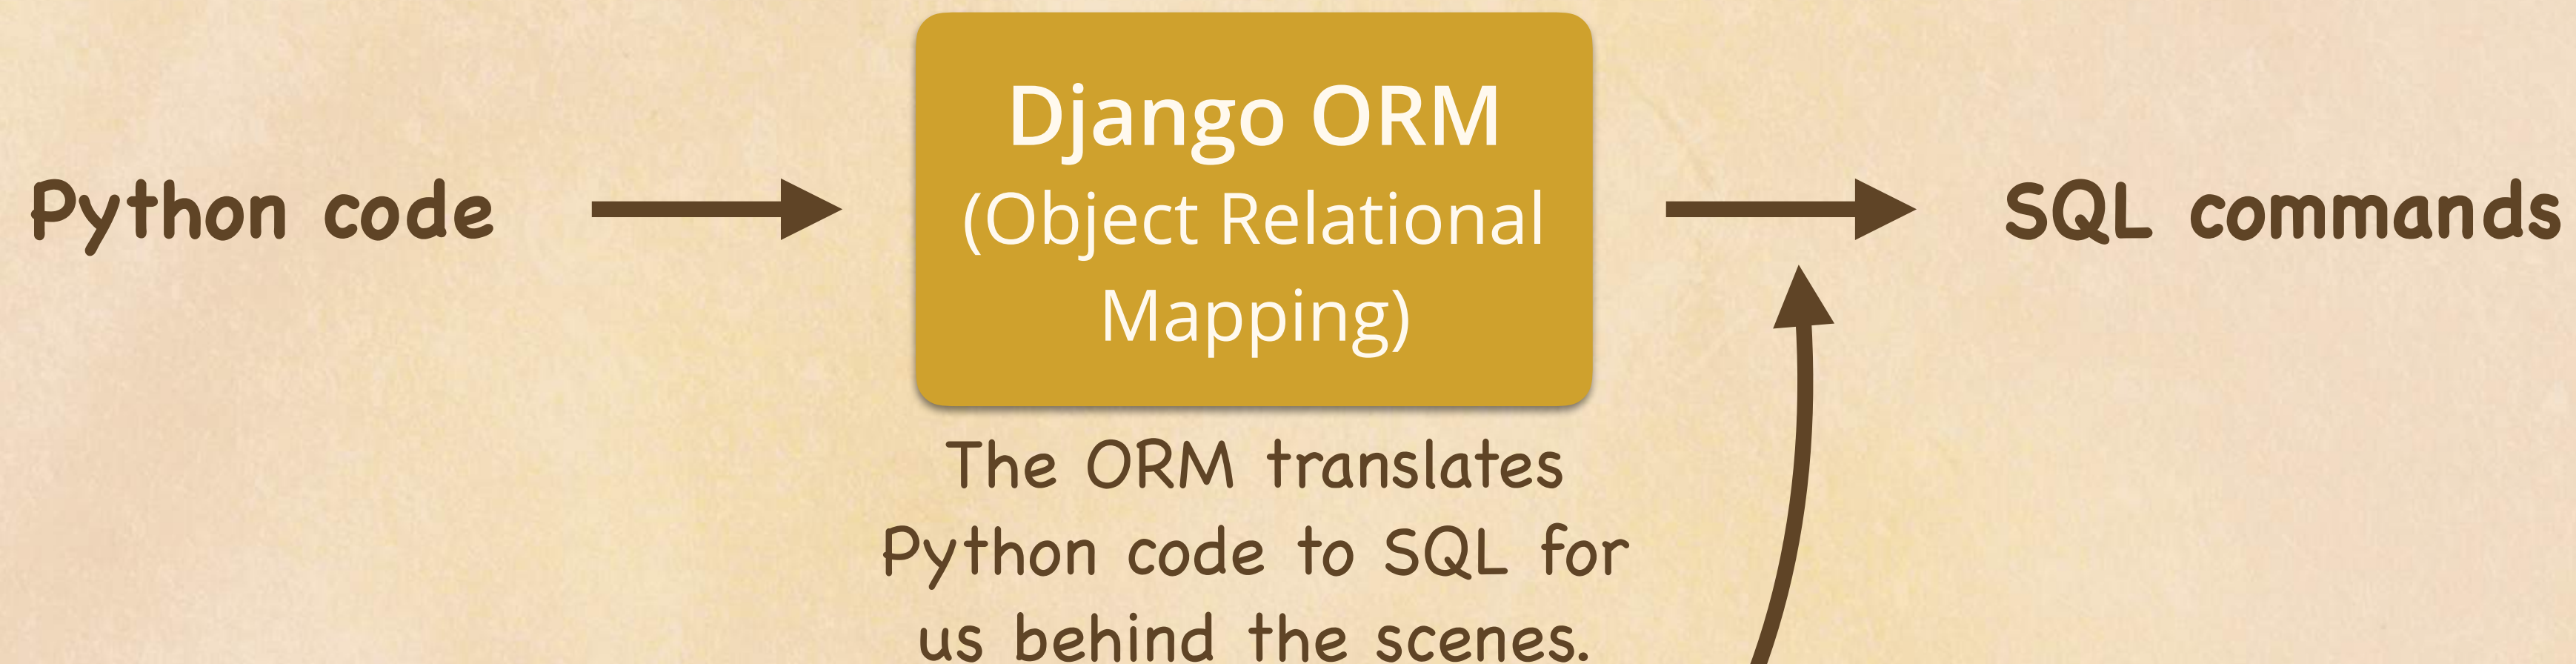 Python code
Django ORM
(Object Relational
Mapping)
SQL commands
The ORM translates
Python code to SQL for
us behind the scenes.